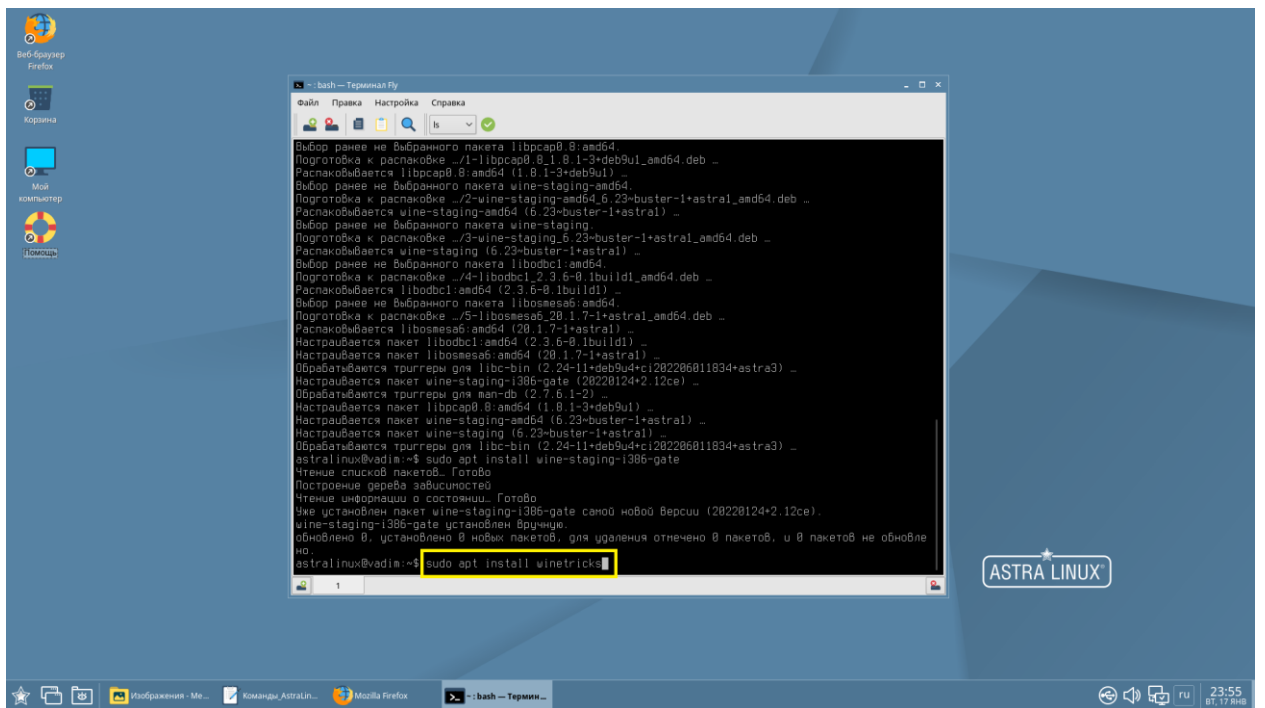 Веб-браузер
Firefox
Корзина
Мой
компьютер
Помощь
~ : bash — Терминал Fly
Файл Правка Настройка Справка
ls
Выбор ранее не выбранного пакета libpcap0.8:amd64.
Подготовка к распаковке …/1-libpcap0.8_1.8.1-3+deb9u1_amd64.deb …
Распаковывается libpcap0.8:amd64 (1.8.1-3+deb9u1) …
Выбор ранее не выбранного пакета wine-staging-amd64.
Подготовка к распаковке …/2-wine-staging-amd64_6.23~buster-1+astra1_amd64.deb …
Распаковывается wine-staging-amd64 (6.23~buster-1+astra1) …
Выбор ранее не выбранного пакета wine-staging.
Подготовка к распаковке …/3-wine-staging_6.23~buster-1+astra1_amd64.deb …
Распаковывается wine-staging (6.23~buster-1+astra1) …
Выбор ранее не выбранного пакета libodbc1:amd64.
Подготовка к распаковке …/4-libodbc1_2.3.6-0.1build1_amd64.deb …
Распаковывается libodbc1:amd64 (2.3.6-0.1build1) …
Выбор ранее не выбранного пакета libosmesa6:amd64.
Подготовка к распаковке …/5-libosmesa6_20.1.7-1+astra1_amd64.deb …
Распаковывается libosmesa6:amd64 (20.1.7-1+astra1) …
Настраивается пакет libodbc1:amd64 (2.3.6-0.1build1) …
Настраивается пакет libosmesa6:amd64 (20.1.7-1+astra1) …
Обрабатываются триггеры для libc-bin (2.24-11+deb9u4+ci202206011834+astra3) …
Настраивается пакет wine-staging-i386-gate (20220124+2.12ce) …
Обрабатываются триггеры для man-db (2.7.6.1-2) …
Настраивается пакет libpcap0.8:amd64 (1.8.1-3+deb9u1) …
Настраивается пакет wine-staging-amd64 (6.23~buster-1+astra1) …
Настраивается пакет wine-staging (6.23~buster-1+astra1) …
Обрабатываются триггеры для libc-bin (2.24-11+deb9u4+ci202206011834+astra3) …
astralinux@vadim:~$ sudo apt install wine-staging-i386-gate
Чтение списков пакетов… Готово
Построение дерева зависимостей
Чтение информации о состоянии… Готово
Уже установлен пакет wine-staging-i386-gate самой новой версии (20220124+2.12ce).
wine-staging-i386-gate установлен вручную.
обновлено 0, установлено 0 новых пакетов, для удаления отмечено 0 пакетов, и 0 пакетов не обновле
но.
astralinux@vadim:~$ sudo apt install winetricks
1
ASTRA LINUX®
Изображения - Ме... Команды_AstraLin... Mozilla Firefox ~ : bash — Термин... ru 23:55
ВТ, 17 ЯНВ